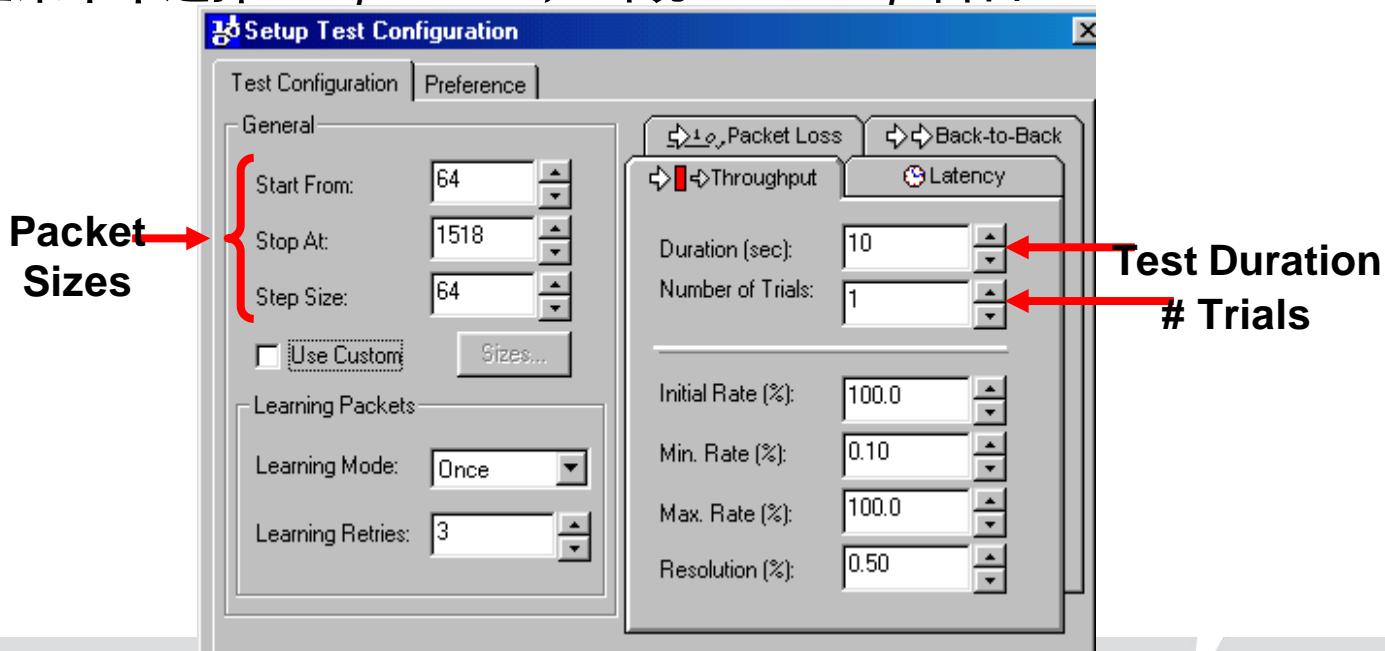 Setup Test Configuration
Test Configuration
Preference
General
Start From:
64
Stop At:
1518
Step Size:
64
Use Custom
Sizes...
Learning Packets
Learning Mode:
Once
Learning Retries:
3
Packet Loss
Back-to-Back
Throughput
Latency
Duration (sec):
10
Number of Trials:
1
Initial Rate (%):
100.0
Min. Rate (%):
0.10
Max. Rate (%):
100.0
Resolution (%):
0.50
Packet
Sizes
Test Duration
# Trials